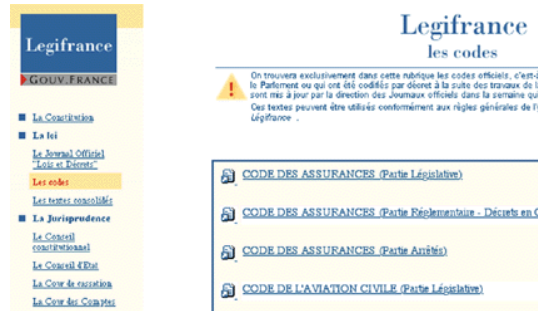 Legifrance
GOUV.FRANCE
La Constitution
La loi
Le Journal Officiel
"Lois et Décrets"
Les codes
Les textes consolidés
La Jurisprudence
Le Conseil
constitutionnel
Le Conseil d'Etat
La Cour de cassation
La Cour des Comptes
Legifrance
les codes
On trouvera exclusivement dans cette rubrique les codes officiels, c'est-à
le Parlement ou qui ont été codifiés par décret à la suite des travaux de l
sont mis à jour par la direction des Journaux officiels dans la semaine qui
Ces textes peuvent être utilisés conformément aux règles générales de l'
Légifrance .
CODE DES ASSURANCES (Partie Législative)
CODE DES ASSURANCES (Partie Réglementaire - Décrets en C
CODE DES ASSURANCES (Partie Arrêtés)
CODE DE L'AVIATION CIVILE (Partie Législative)